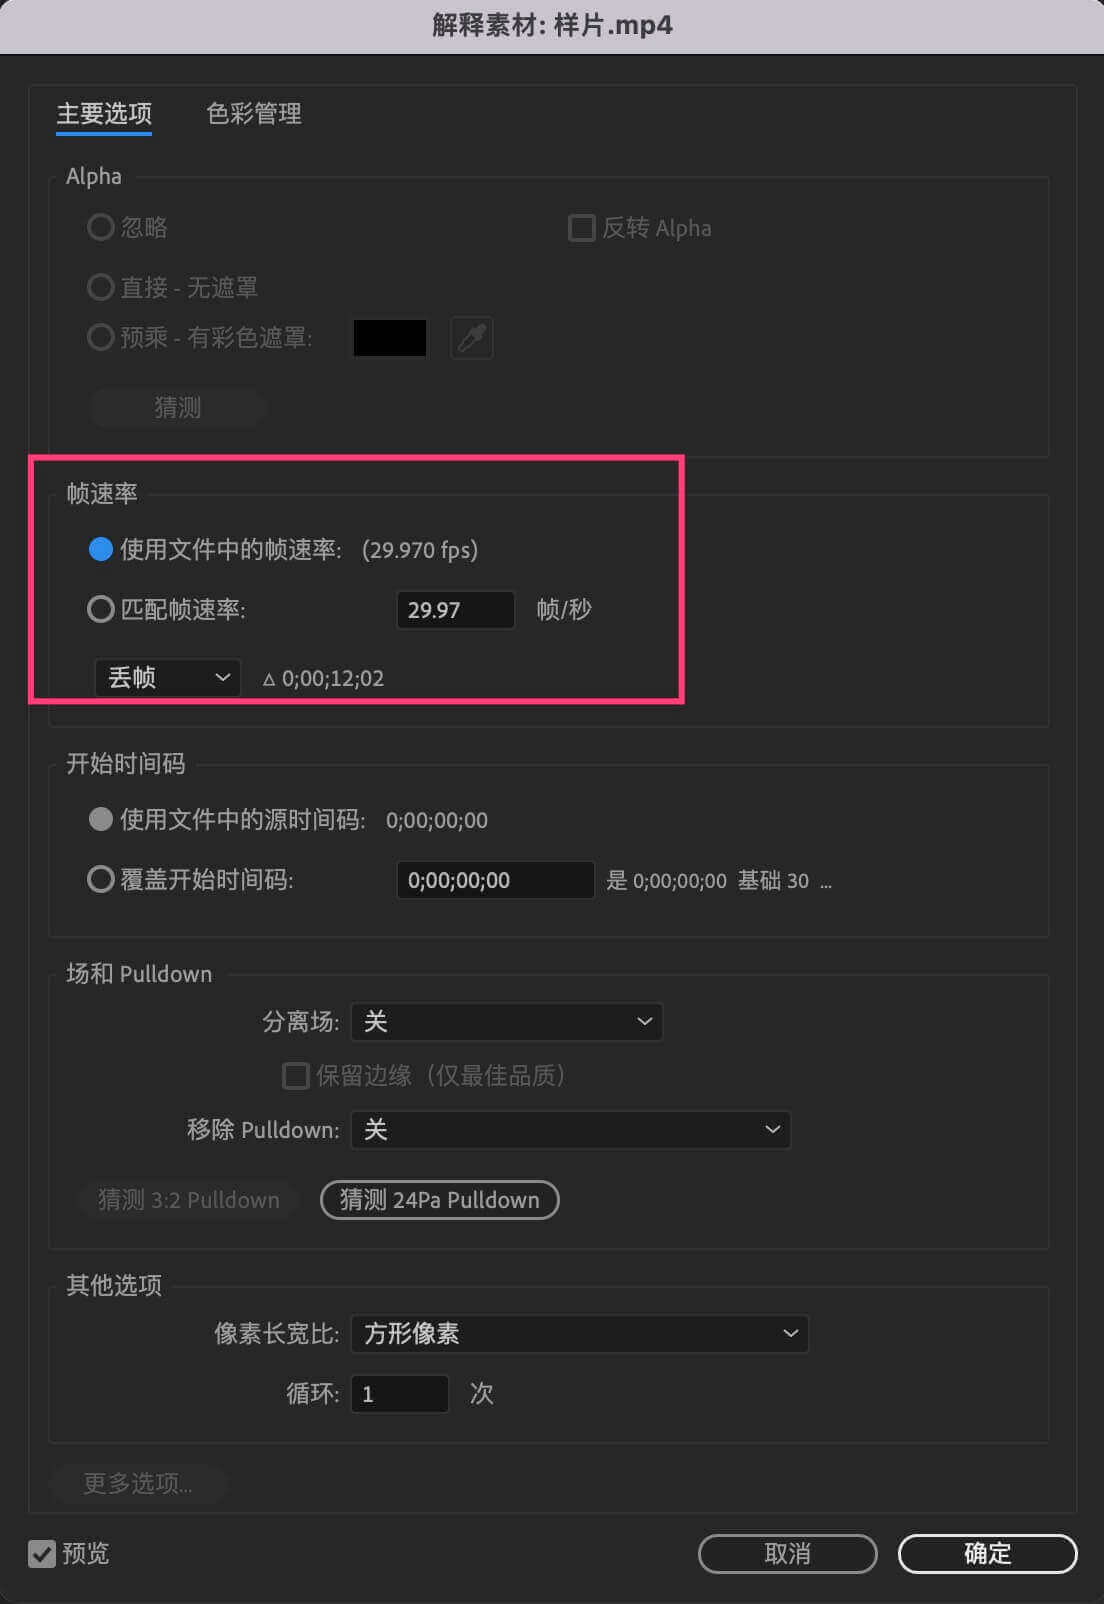 解释素材: 样片.mp4
主要选项 色彩管理
Alpha
忽略 反转 Alpha
直接 - 无遮罩
预乘 - 有彩色遮罩:
猜测
帧速率
使用文件中的帧速率: (29.970 fps)
匹配帧速率: 29.97 帧/秒
丢帧 △ 0;00;12;02
开始时间码
使用文件中的源时间码: 0;00;00;00
覆盖开始时间码: 0;00;00;00 是 0;00;00;00 基础 30 ...
场和 Pulldown
分离场: 关
保留边缘（仅最佳品质）
移除 Pulldown: 关
猜测 3:2 Pulldown 猜测 24Pa Pulldown
其他选项
像素长宽比: 方形像素
循环: 1 次
更多选项...
预览 取消 确定